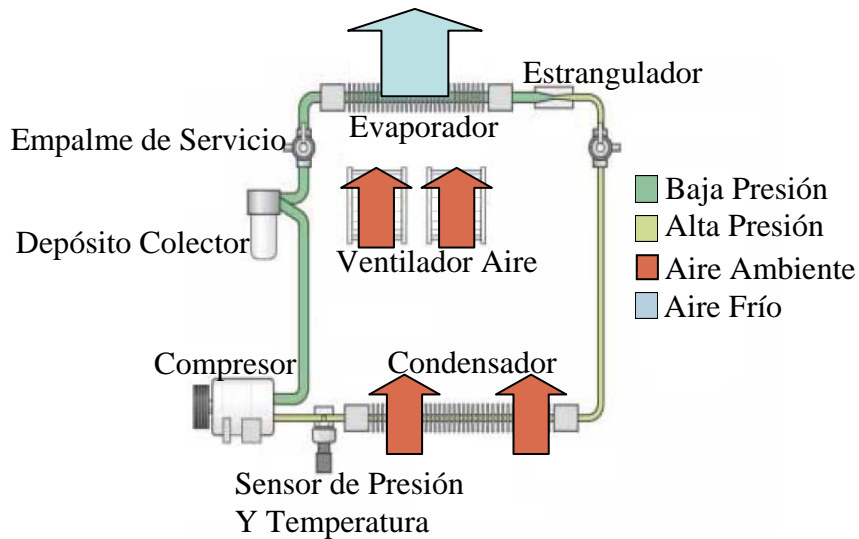 Estrangulador
Evaporador
Empalme de Servicio
Baja Presión
Depósito Colector
Alta Presión
Ventilador Aire
Aire Ambiente
Aire Frío
Compresor
Condensador
Sensor de Presión
Y Temperatura